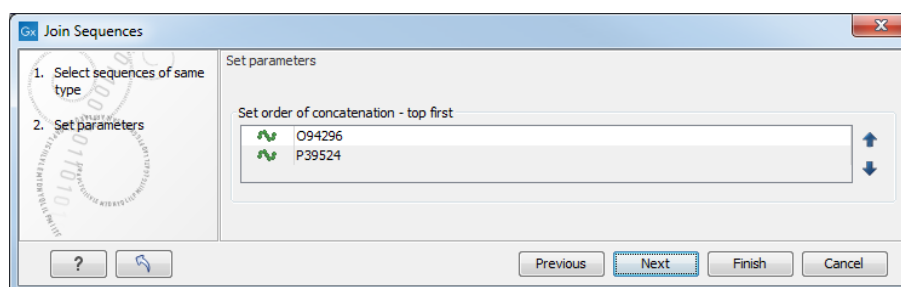 Gx Join Sequences
1. Select sequences of same
type
2. Set parameters
Set parameters
Set order of concatenation - top first
O94296
P39524
?
Previous Next Finish Cancel